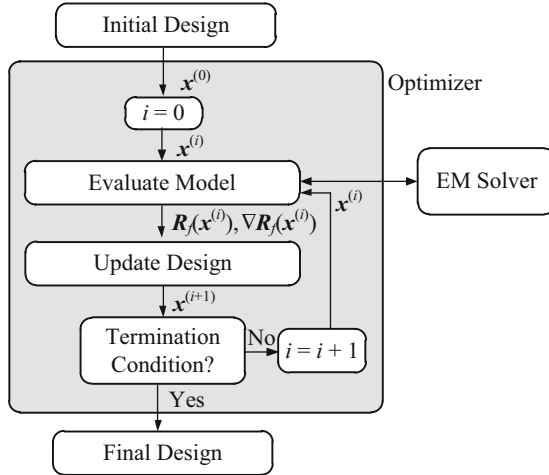 Initial Design
x^(0)
Optimizer
i = 0
x^(i)
Evaluate Model
EM Solver
x^(i)
R_f(x^(i)), ∇R_f(x^(i))
Update Design
x^(i+1)
Termination
Condition?
No
i = i + 1
Yes
Final Design